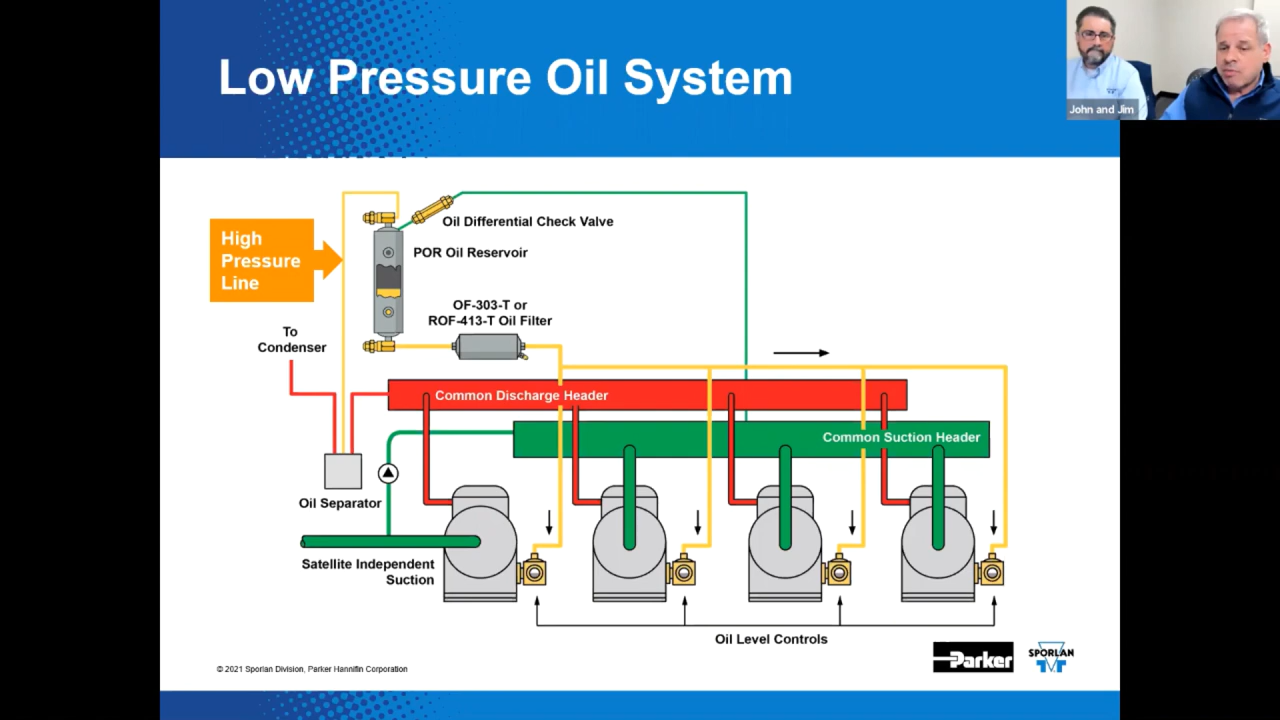 Low Pressure Oil System
John and Jim
High
Pressure
Line
Oil Differential Check Valve
POR Oil Reservoir
OF-303-T or
ROF-413-T Oil Filter
To
Condenser
Common Discharge Header
Common Suction Header
Oil Separator
Satellite Independent
Suction
Oil Level Controls
Parker
SPORLAN
© 2021 Sporlan Division, Parker Hannifin Corporation